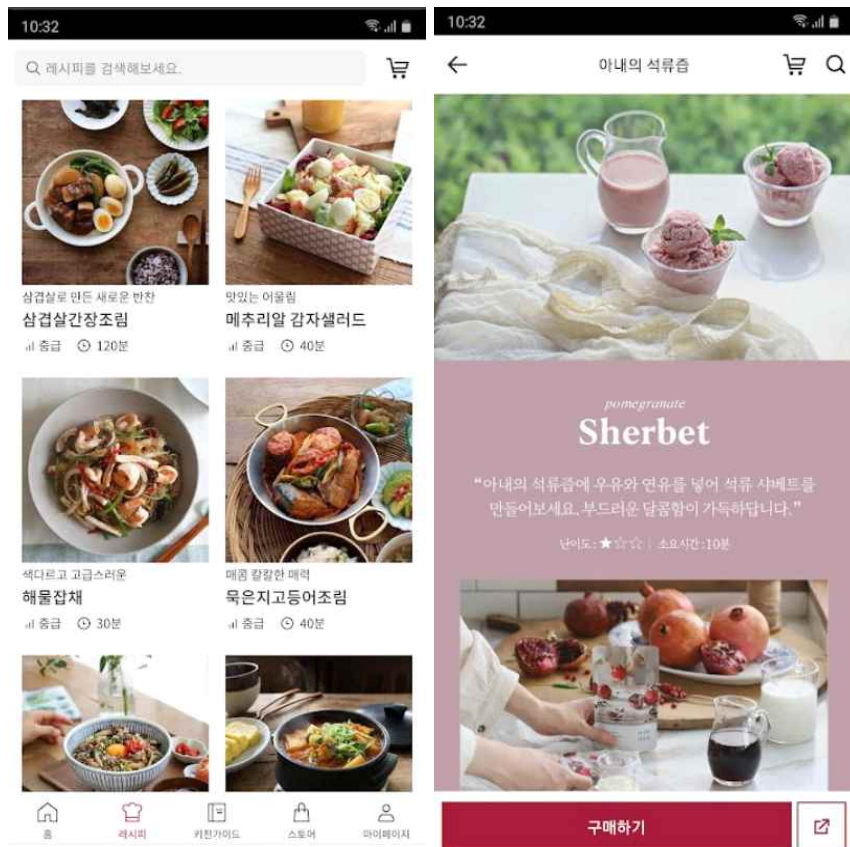 10:32
레시피를 검색해보세요.
삼겹살로 만든 새로운 반찬
삼겹살간장조림
중급 120분
맛있는 어울림
메추리알 감자샐러드
중급 40분
색다르고 고급스러운
해물잡채
중급 30분
매콤 칼칼한 매력
묵은지고등어조림
중급 40분
홈
레시피
키친가이드
스토어
마이페이지
10:32
아내의 석류즙
pomegranate
Sherbet
❝아내의 석류즙에 우유와 연유를 넣어 석류 샤베트를
만들어보세요. 부드러운 달콤함이 가득하답니다.❞
난이도 : ★☆☆ | 소요시간 : 10분
구매하기